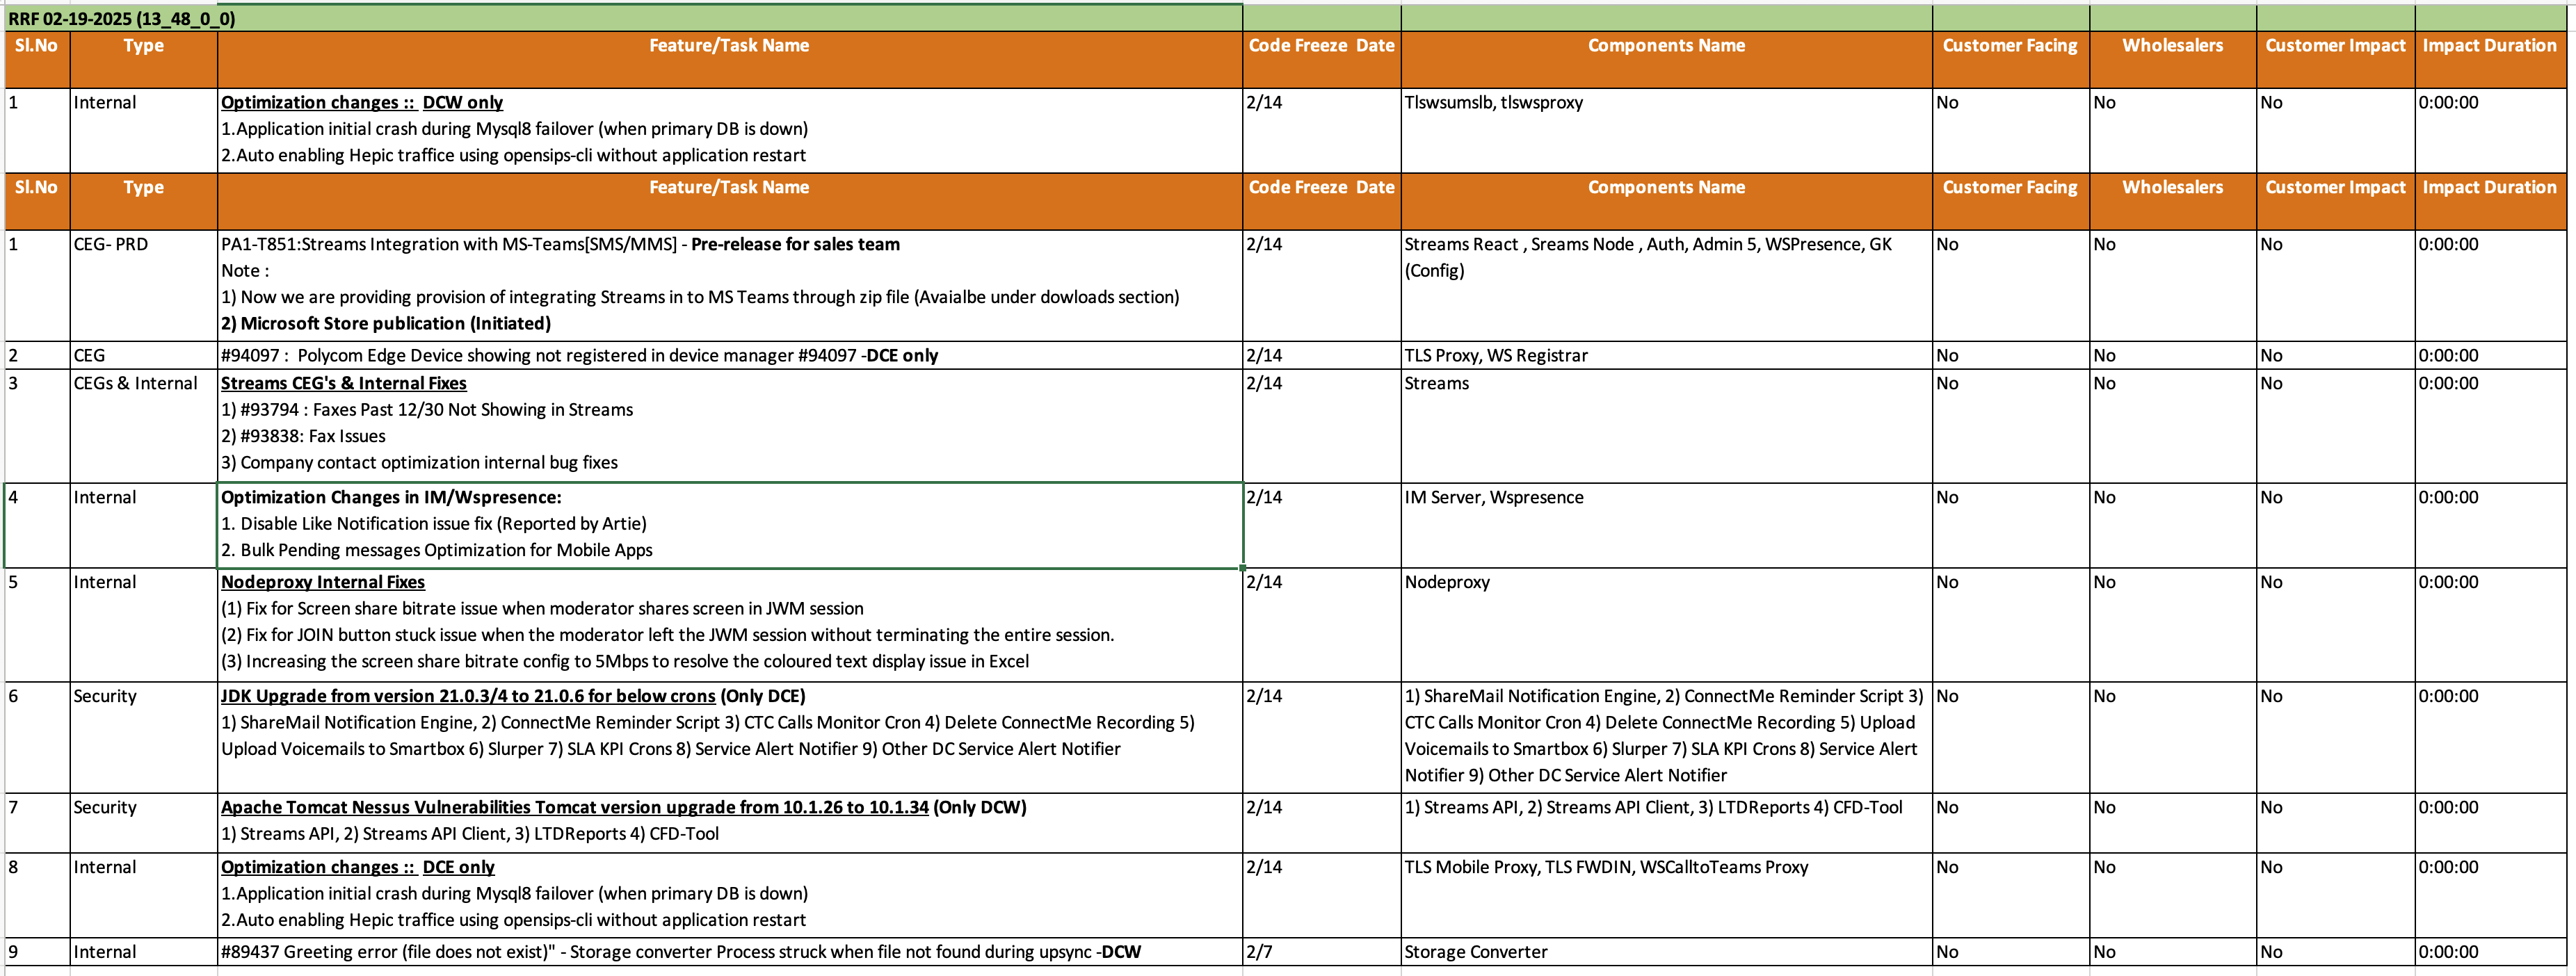 RRF 02-19-2025 (13_48_0_0)
Sl.No Type Feature/Task Name Code Freeze Date Components Name Customer Facing Wholesalers Customer Impact Impact Duration
1 Internal Optimization changes :: DCW only 2/14 Tlswsumslb, tlswsproxy No No No 0:00:00
1.Application initial crash during Mysql8 failover (when primary DB is down)
2.Auto enabling Hepic traffice using opensips-cli without application restart
Sl.No Type Feature/Task Name Code Freeze Date Components Name Customer Facing Wholesalers Customer Impact Impact Duration
1 CEG- PRD PA1-T851:Streams Integration with MS-Teams[SMS/MMS] - Pre-release for sales team 2/14 Streams React , Sreams Node , Auth, Admin 5, WSPresence, GK No No No 0:00:00
Note : (Config)
1) Now we are providing provision of integrating Streams in to MS Teams through zip file (Avaialbe under dowloads section)
2) Microsoft Store publication (Initiated)
2 CEG #94097 : Polycom Edge Device showing not registered in device manager #94097 -DCE only 2/14 TLS Proxy, WS Registrar No No No 0:00:00
3 CEGs & Internal Streams CEG's & Internal Fixes 2/14 Streams No No No 0:00:00
1) #93794 : Faxes Past 12/30 Not Showing in Streams
2) #93838: Fax Issues
3) Company contact optimization internal bug fixes
4 Internal Optimization Changes in IM/Wspresence: 2/14 IM Server, Wspresence No No No 0:00:00
1. Disable Like Notification issue fix (Reported by Artie)
2. Bulk Pending messages Optimization for Mobile Apps
5 Internal Nodeproxy Internal Fixes 2/14 Nodeproxy No No No 0:00:00
(1) Fix for Screen share bitrate issue when moderator shares screen in JWM session
(2) Fix for JOIN button stuck issue when the moderator left the JWM session without terminating the entire session.
(3) Increasing the screen share bitrate config to 5Mbps to resolve the coloured text display issue in Excel
6 Security JDK Upgrade from version 21.0.3/4 to 21.0.6 for below crons (Only DCE) 2/14 1) ShareMail Notification Engine, 2) ConnectMe Reminder Script 3) No No No 0:00:00
1) ShareMail Notification Engine, 2) ConnectMe Reminder Script 3) CTC Calls Monitor Cron 4) Delete ConnectMe Recording 5) CTC Calls Monitor Cron 4) Delete ConnectMe Recording 5) Upload
Upload Voicemails to Smartbox 6) Slurper 7) SLA KPI Crons 8) Service Alert Notifier 9) Other DC Service Alert Notifier Voicemails to Smartbox 6) Slurper 7) SLA KPI Crons 8) Service Alert
Notifier 9) Other DC Service Alert Notifier
7 Security Apache Tomcat Nessus Vulnerabilities Tomcat version upgrade from 10.1.26 to 10.1.34 (Only DCW) 2/14 1) Streams API, 2) Streams API Client, 3) LTDReports 4) CFD-Tool No No No 0:00:00
1) Streams API, 2) Streams API Client, 3) LTDReports 4) CFD-Tool
8 Internal Optimization changes :: DCE only 2/14 TLS Mobile Proxy, TLS FWDIN, WSCalltoTeams Proxy No No No 0:00:00
1.Application initial crash during Mysql8 failover (when primary DB is down)
2.Auto enabling Hepic traffice using opensips-cli without application restart
9 Internal #89437 Greeting error (file does not exist)" - Storage converter Process struck when file not found during upsync -DCW 2/7 Storage Converter No No No 0:00:00